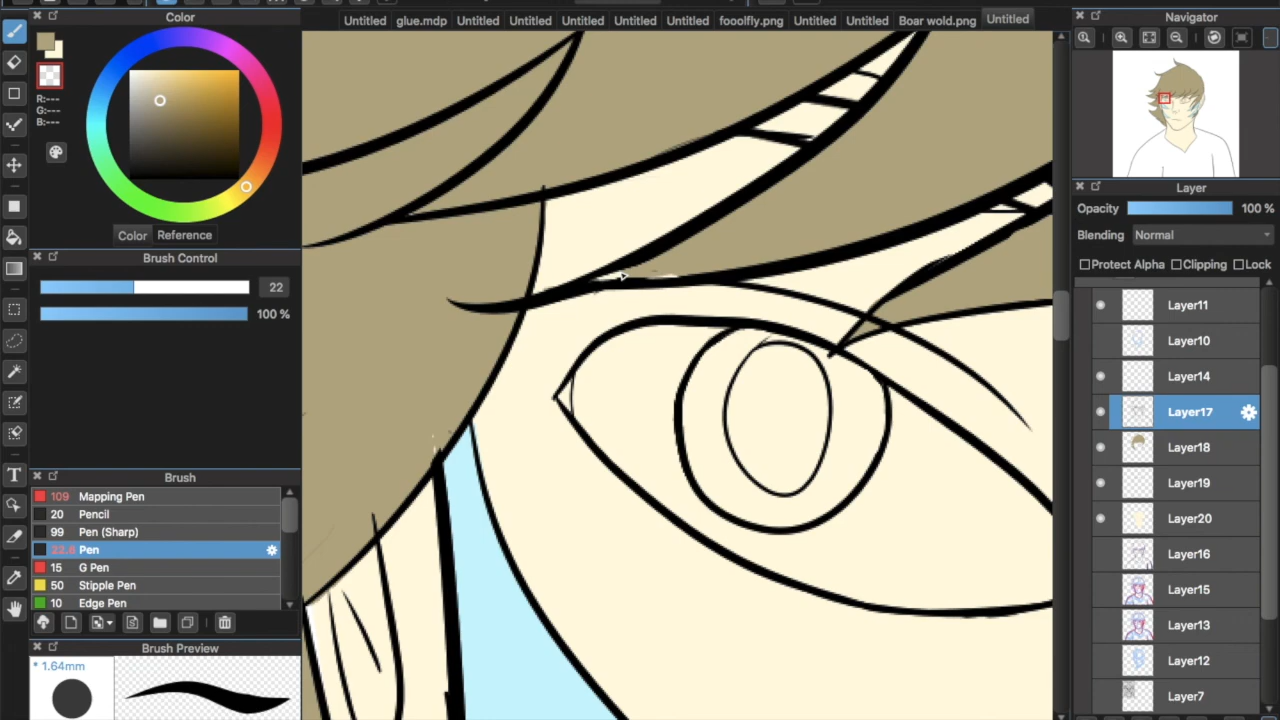 Color
Untitled glue.mdp Untitled Untitled Untitled Untitled Untitled fooolfly.png Untitled Untitled Boar wold.png Untitled
Navigator
R:---
G:---
B:---
Color Reference
Brush Control
22
100 %
Brush
109 Mapping Pen
20 Pencil
99 Pen (Sharp)
Pen
15 G Pen
50 Stipple Pen
10 Edge Pen
T
Brush Preview
* 1.64mm
Layer
Opacity 100 %
Blending Normal
Protect Alpha Clipping Lock
Layer11
Layer10
Layer14
Layer17
Layer18
Layer19
Layer20
Layer16
Layer15
Layer13
Layer12
Layer7